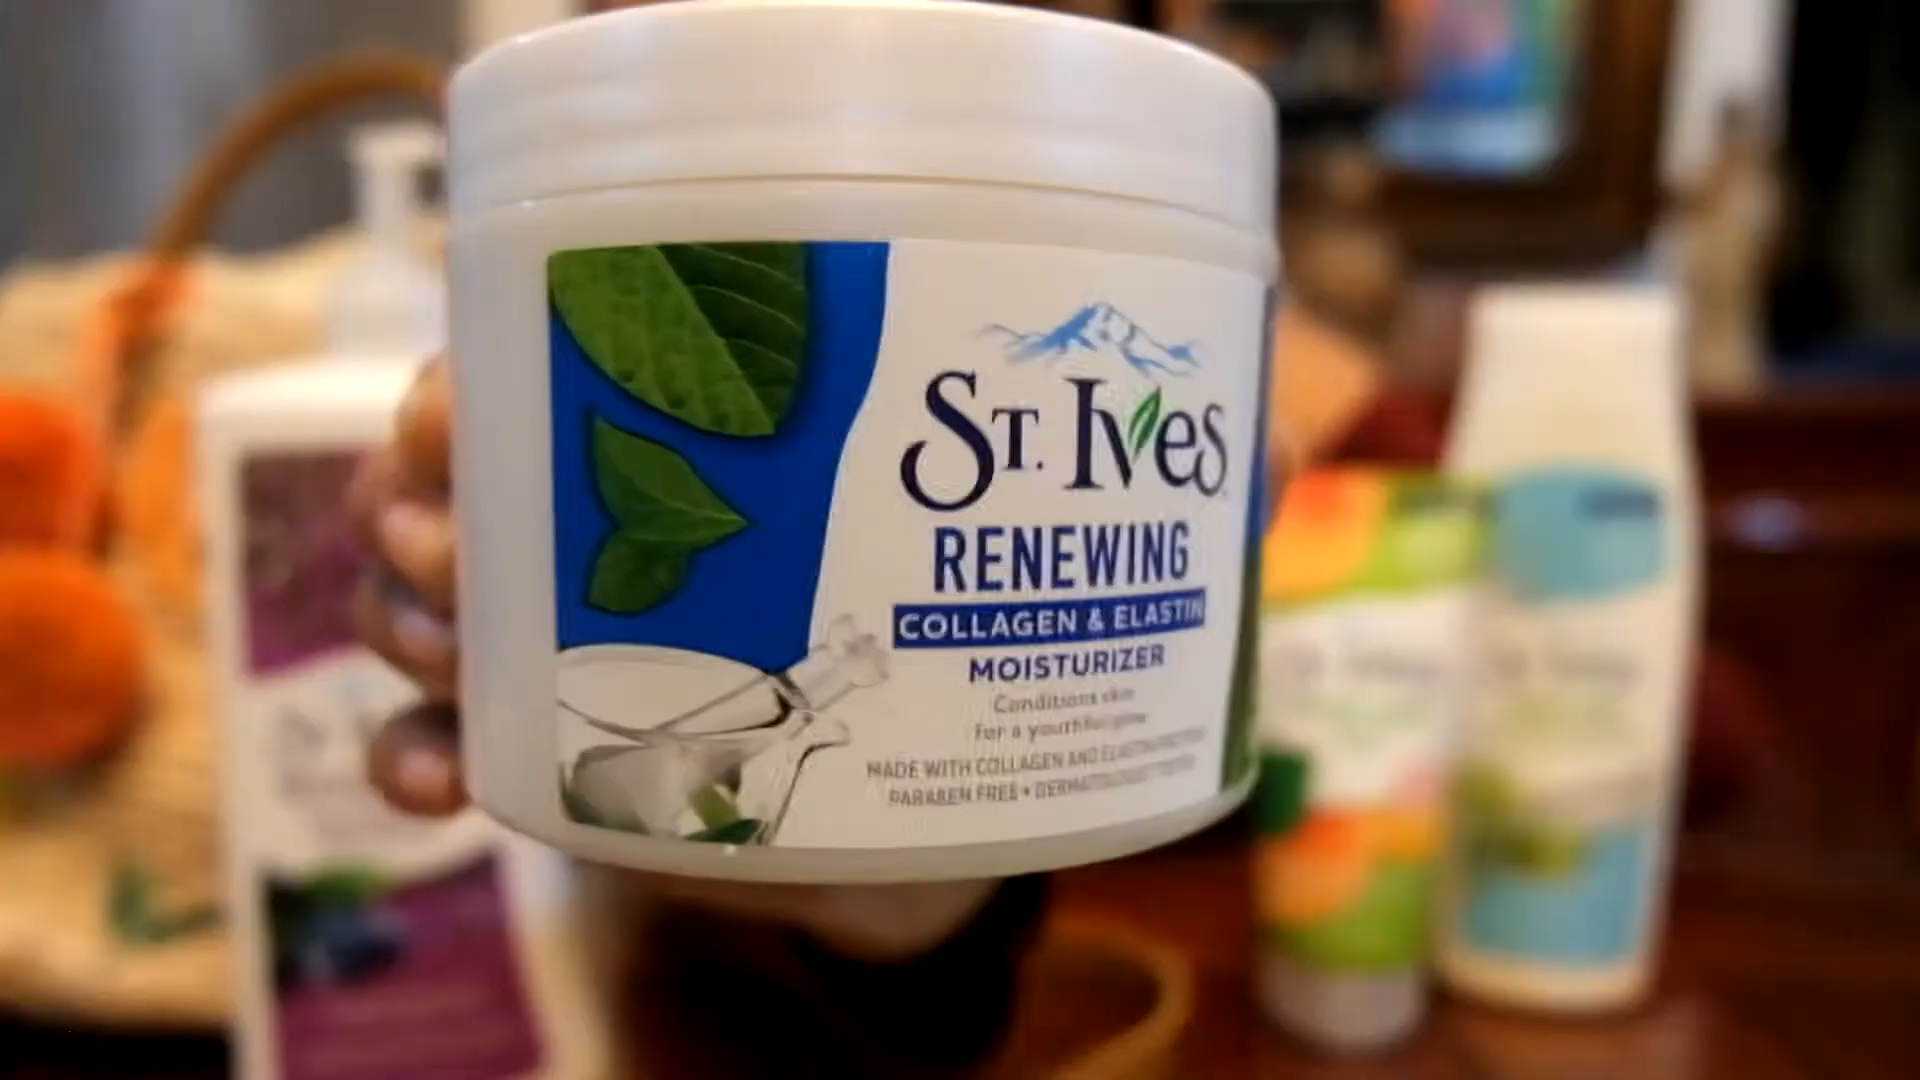 St. Ives
RENEWING
COLLAGEN & ELASTIN
MOISTURIZER
Conditions skin
for a youthful glow
MADE WITH COLLAGEN AND ELASTIN PROTEINS
PARABEN FREE • DERMATOLOGIST TESTED